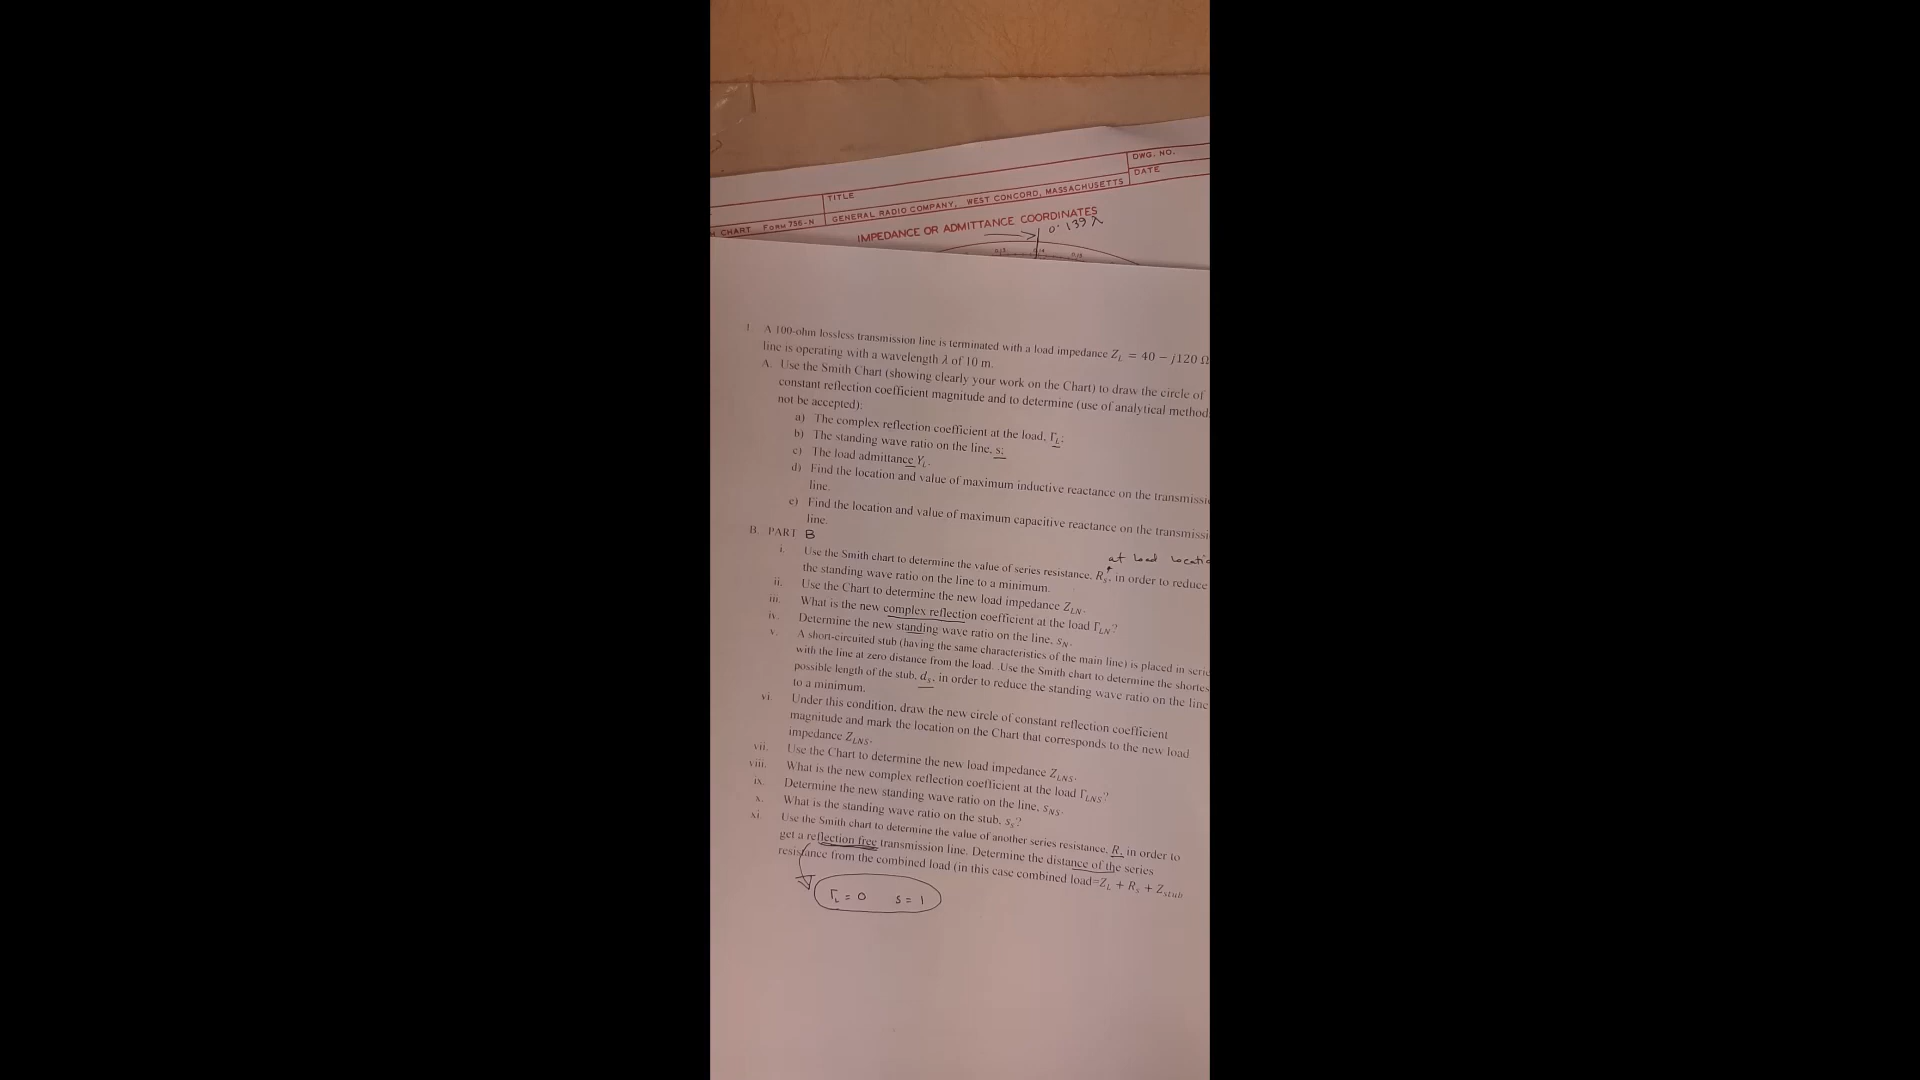 DWG. NO.
TITLE
DATE
GENERAL RADIO COMPANY, WEST CONCORD, MASSACHUSETTS
CHART FORM 756-N
IMPEDANCE OR ADMITTANCE COORDINATES
0.139 λ
1 A 100-ohm lossless transmission line is terminated with a load impedance Z_L = 40 − j120 Ω
line is operating with a wavelength λ of 10 m.
A. Use the Smith Chart (showing clearly your work on the Chart) to draw the circle of
constant reflection coefficient magnitude and to determine (use of analytical method
not be accepted):
a) The complex reflection coefficient at the load, Γ_L;
b) The standing wave ratio on the line, s;
c) The load admittance Y_L.
d) Find the location and value of maximum inductive reactance on the
line.
e) Find the location and value of maximum capacitive reactance on the
line.
B. PART B
at load
i. Use the Smith chart to determine the value of series resistance, R_s, in order to reduce
the standing wave ratio on the line to a minimum.
ii. Use the Chart to determine the new load impedance Z_LN.
iii. What is the new complex reflection coefficient at the load Γ_LN?
iv. Determine the new standing wave ratio on the line, s_N.
v. A short-circuited stub (having the same characteristics of the main line) is placed in
with the line at zero distance from the load. .Use the Smith chart to determine the
possible length of the stub, d_s, in order to reduce the standing wave ratio on the line
to a minimum.
vi. Under this condition, draw the new circle of constant reflection coefficient
magnitude and mark the location on the Chart that corresponds to the new load
impedance Z_LNS.
vii. Use the Chart to determine the new load impedance Z_LNS.
viii. What is the new complex reflection coefficient at the load Γ_LNS?
ix. Determine the new standing wave ratio on the line, s_NS.
x. What is the standing wave ratio on the stub, s_s?
xi. Use the Smith chart to determine the value of another series resistance, R, in order to
get a reflection free transmission line. Determine the distance of the series
resistance from the combined load (in this case combined load=Z_L + R_s + Z_stub
Γ_L = 0 s = 1